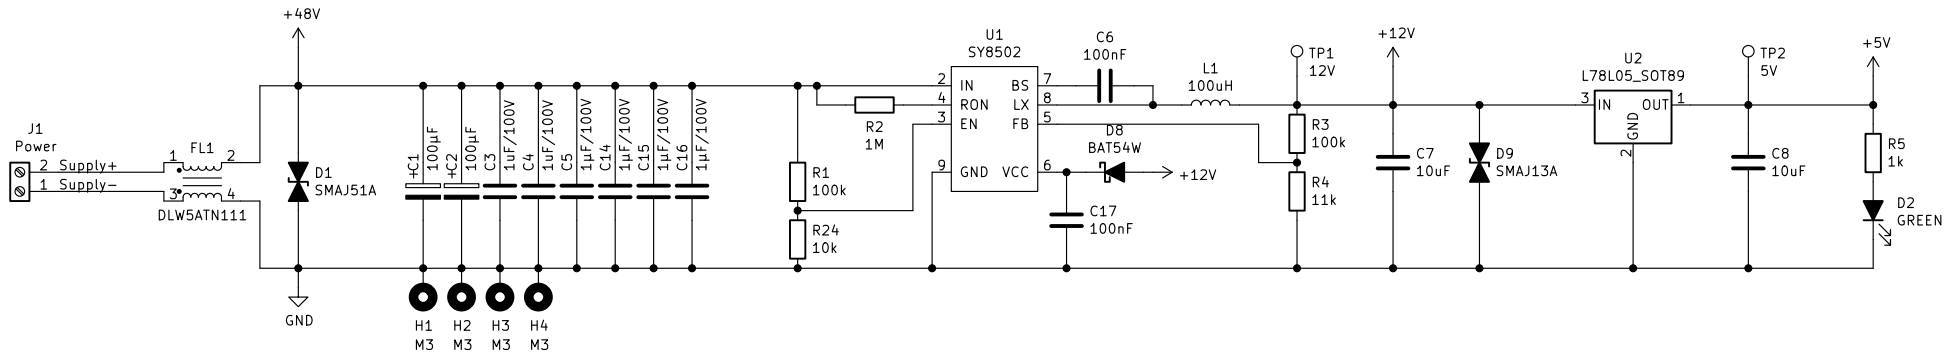 +48V
J1
Power
2 Supply+
1 Supply-
FL1
1 2
3 4
DLW5ATN111
D1
SMAJ51A
GND
+C1
100µF
+C2
100µF
C3
1uF/100V
C4
1uF/100V
C5
1µF/100V
C14
1µF/100V
C15
1µF/100V
C16
1µF/100V
H1
M3
H2
M3
H3
M3
H4
M3
R1
100k
R24
10k
R2
1M
U1
SY8502
2 IN BS 7
4 RON LX 8
3 EN FB 5
9 GND VCC 6
C6
100nF
L1
100uH
D8
BAT54W
+12V
C17
100nF
TP1
12V
R3
100k
R4
11k
+12V
C7
10uF
D9
SMAJ13A
U2
L78L05_SOT89
3 IN OUT 1
GND
2
TP2
5V
C8
10uF
+5V
R5
1k
D2
GREEN